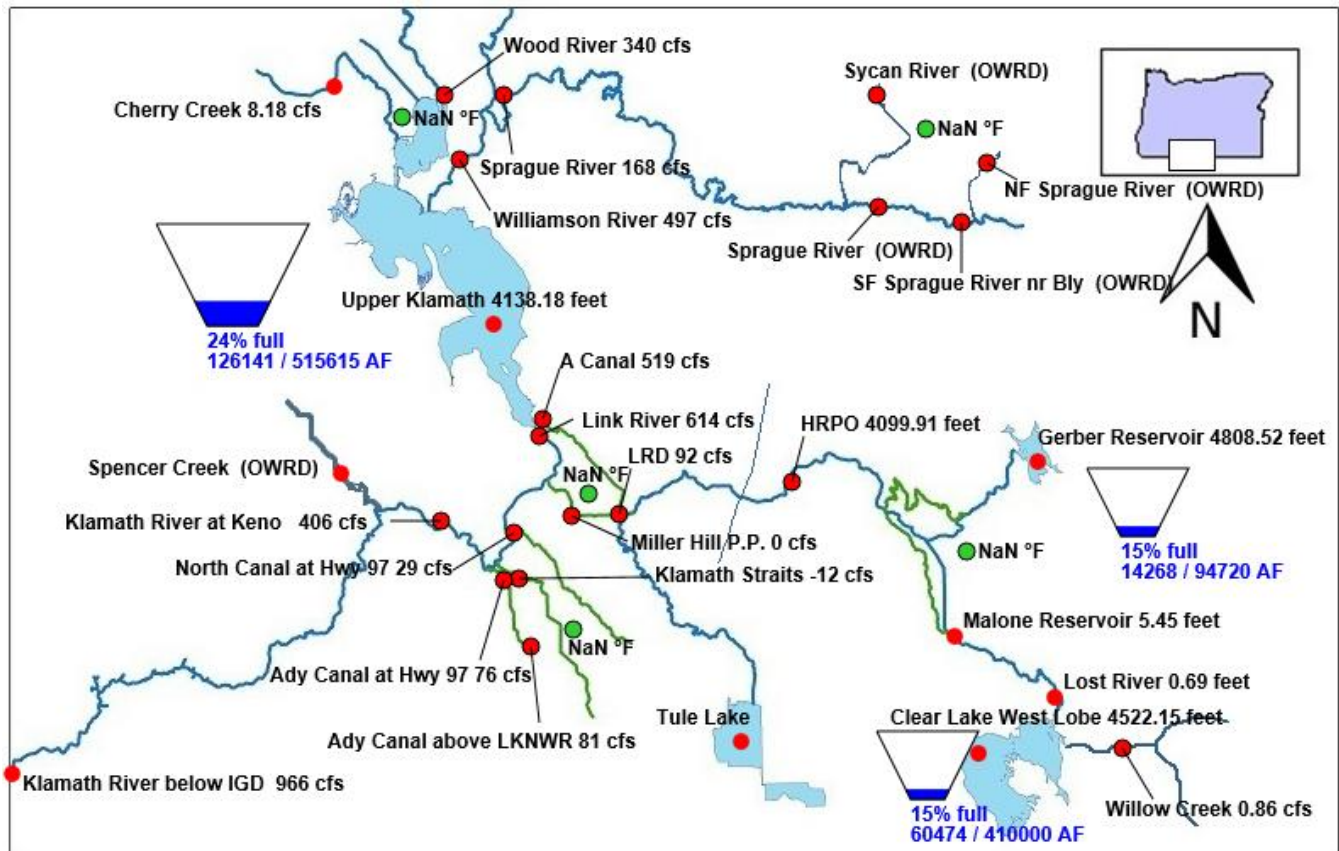 Wood River 340 cfs
Sycan River (OWRD)
Cherry Creek 8.18 cfs
NaN °F
NaN °F
Sprague River 168 cfs
NF Sprague River (OWRD)
Williamson River 497 cfs
Sprague River (OWRD)
SF Sprague River nr Bly (OWRD)
N
Upper Klamath 4138.18 feet
24% full
126141 / 515615 AF
A Canal 519 cfs
Link River 614 cfs
HRPO 4099.91 feet
Gerber Reservoir 4808.52 feet
LRD 92 cfs
Spencer Creek (OWRD)
NaN °F
Klamath River at Keno 406 cfs
Miller Hill P.P. 0 cfs
NaN °F
15% full
14268 / 94720 AF
North Canal at Hwy 97 29 cfs
Klamath Straits -12 cfs
Malone Reservoir 5.45 feet
NaN °F
Ady Canal at Hwy 97 76 cfs
Lost River 0.69 feet
Tule Lake
Clear Lake West Lobe 4522.15 feet
Ady Canal above LKNWR 81 cfs
Klamath River below IGD 966 cfs
Willow Creek 0.86 cfs
15% full
60474 / 410000 AF